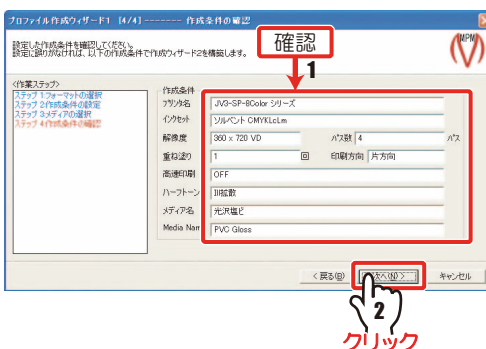 プロファイル作成ウィザード1 [4/4] ------- 作成条件の確認
設定した作成条件を確認してください。
設定に誤りがなければ、以下の作成条件で作成ウィザード2を構築します。
確認
MPM
1
<作業ステップ>
ステップ 1:フォーマットの選択
ステップ 2:作成条件の設定
ステップ 3:メディアの選択
ステップ 4:作成条件の確認
作成条件
プリンタ名 JV3-SP-8Color シリーズ
インクセット ソルベント CMYKLcLm
解像度 360 x 720 VD パス数 4 パス
重ね塗り 1 回 印刷方向 片方向
高速印刷 OFF
ハーフトーン ID拡散
メディア名 光沢塩ビ
Media Nam PVC Gloss
< 戻る(B) 次へ(N) > キャンセル
2
クリック